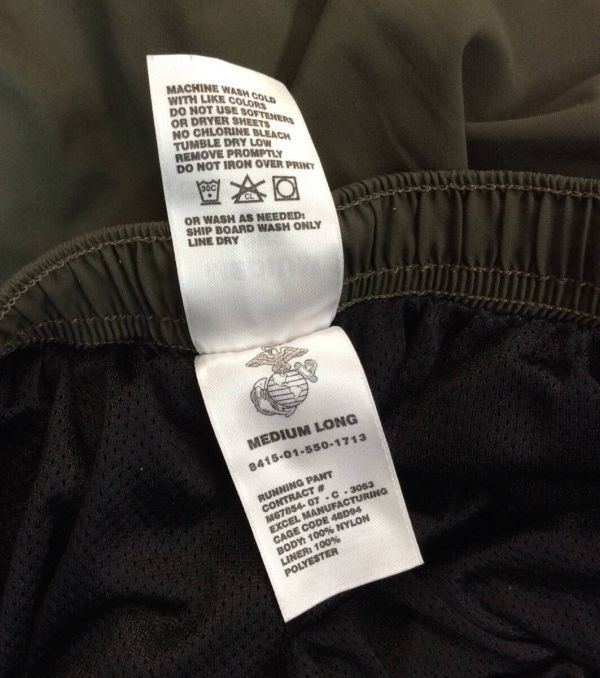 MACHINE WASH COLD
WITH LIKE COLORS
DO NOT USE SOFTENERS
OR DRYER SHEETS
NO CHLORINE BLEACH
TUMBLE DRY LOW
REMOVE PROMPTLY
DO NOT IRON OVER PRINT
30C CL
OR WASH AS NEEDED:
SHIP BOARD WASH ONLY
LINE DRY
MEDIUM LONG
8415-01-550-1713
RUNNING PANT
CONTRACT #
M67854- 07 - C - 3053
EXCEL MANUFACTURING
CAGE CODE 48D94
BODY: 100% NYLON
LINER: 100%
POLYESTER